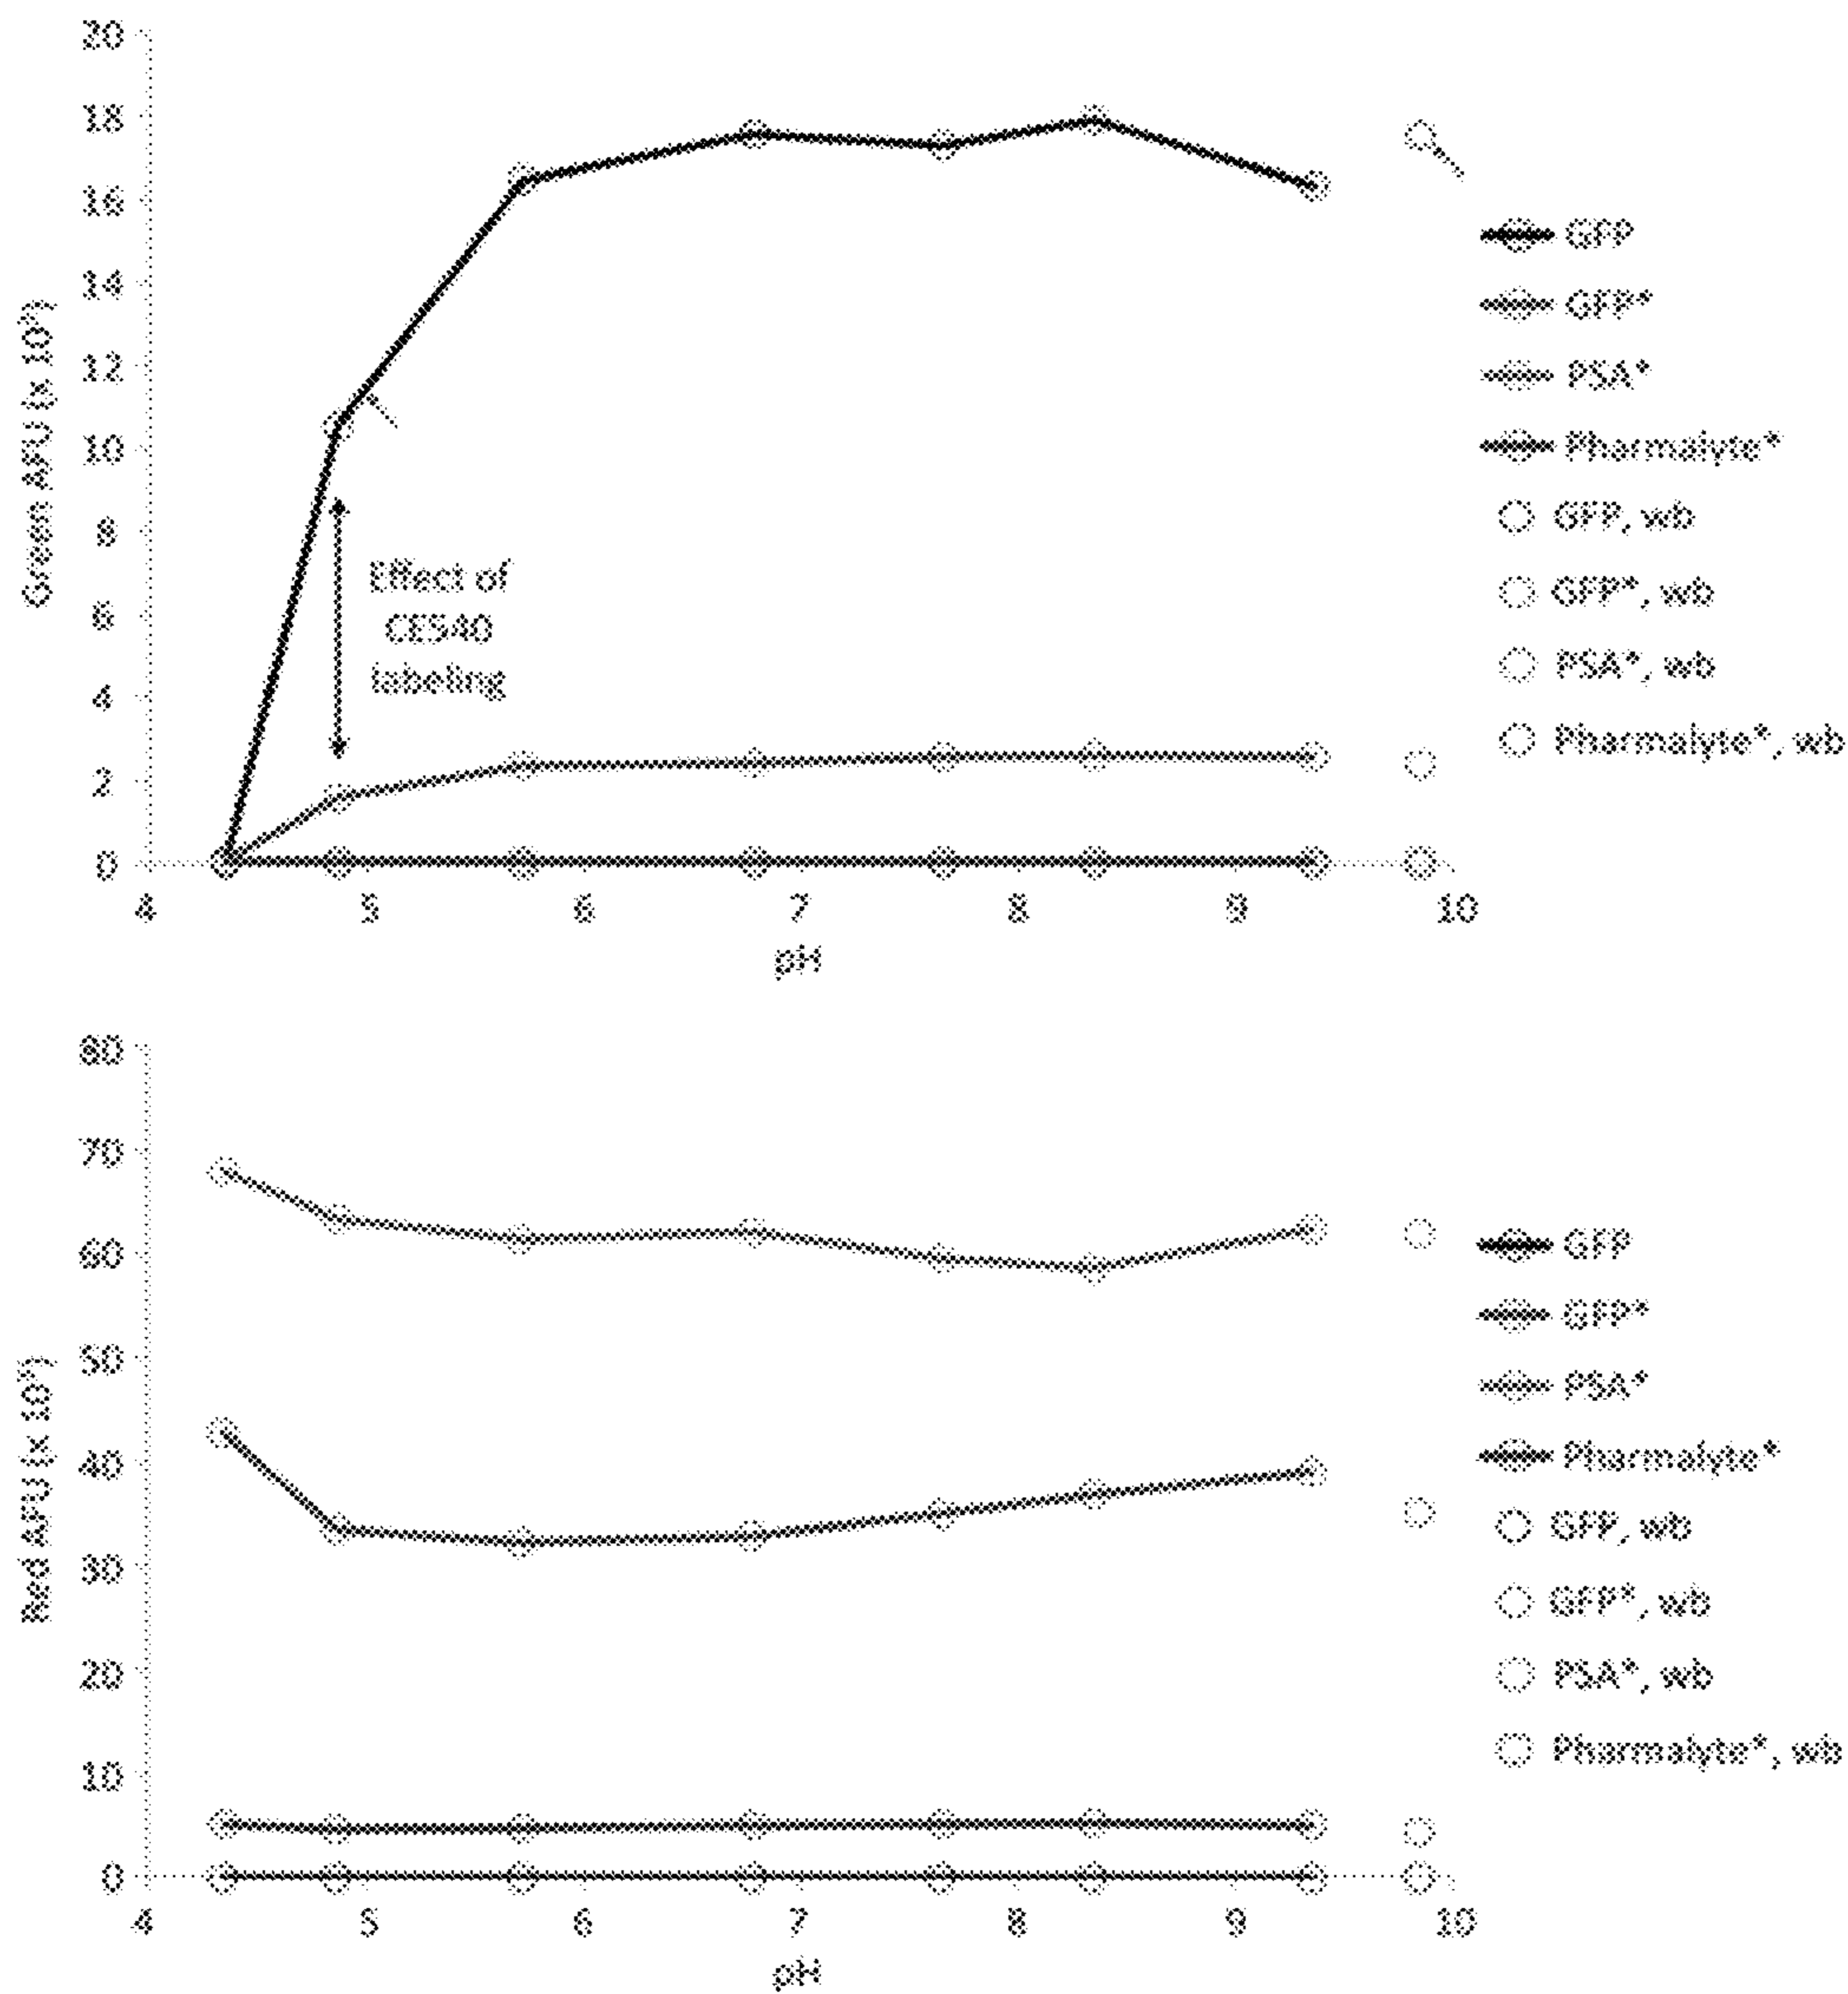 20
18
16
14
12
10
8
6
4
2
0
Green AFU (x 10⁵)
4 5 6 7 8 9 10
pH
Effect of
CE540
labeling
GFP
GFP*
PSA*
Pharmalyte*
GFP, wb
GFP*, wb
PSA*, wb
Pharmalyte*, wb
80
70
60
50
40
30
20
10
0
Red AFU (x 10⁵)
4 5 6 7 8 9 10
pH
GFP
GFP*
PSA*
Pharmalyte*
GFP, wb
GFP*, wb
PSA*, wb
Pharmalyte*, wb